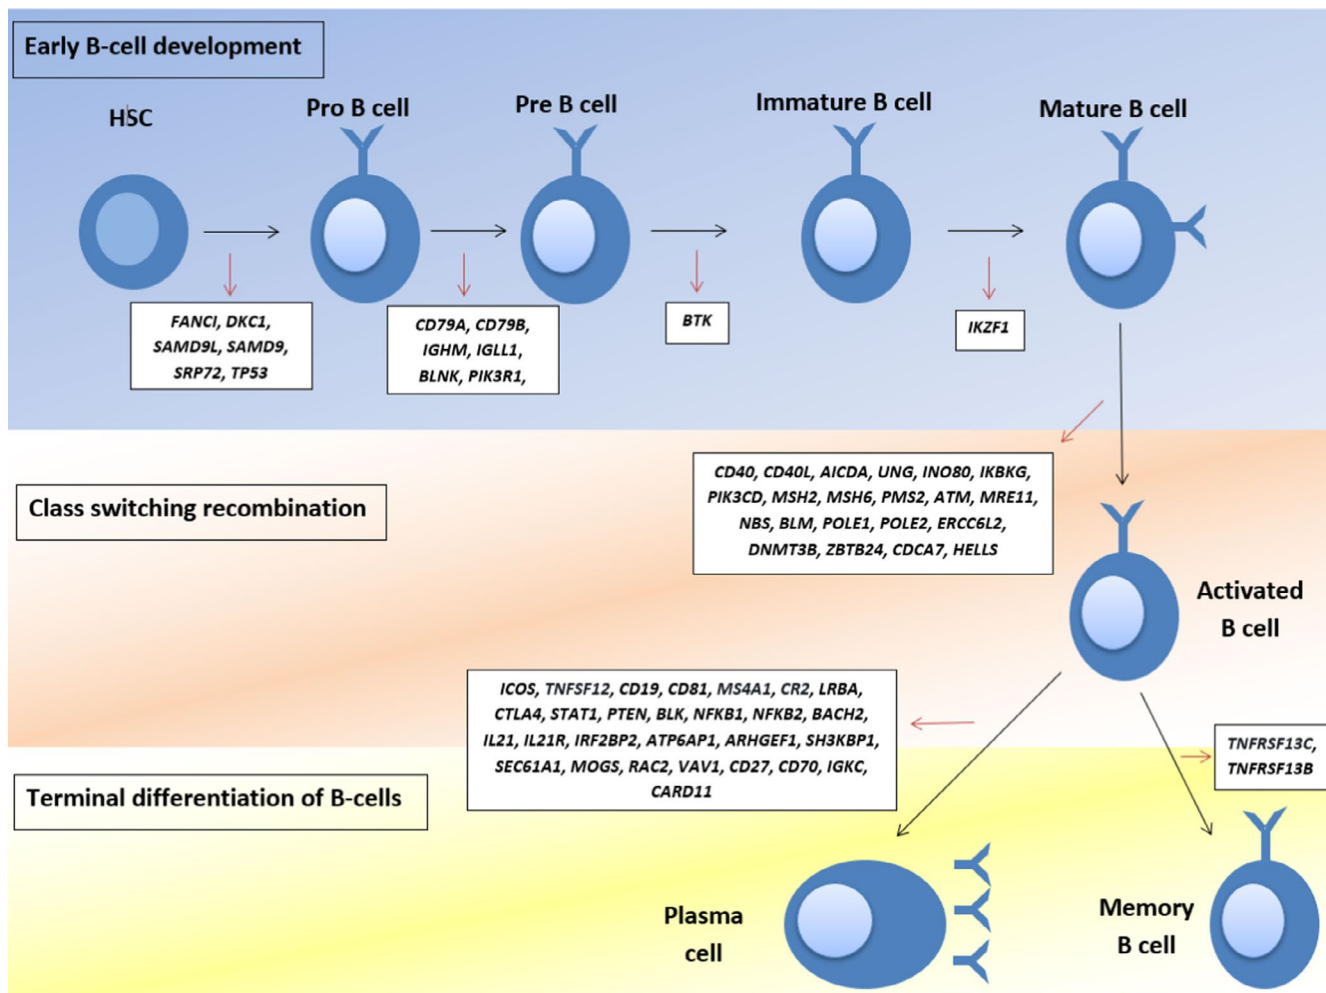 Early B-cell development
HSC
Pro B cell
Pre B cell
Immature B cell
Mature B cell
FANCI, DKC1,
SAMD9L, SAMD9,
SRP72, TP53
CD79A, CD79B,
IGHM, IGLL1,
BLNK, PIK3R1,
BTK
IKZF1
Class switching recombination
CD40, CD40L, AICDA, UNG, INO80, IKBKG,
PIK3CD, MSH2, MSH6, PMS2, ATM, MRE11,
NBS, BLM, POLE1, POLE2, ERCC6L2,
DNMT3B, ZBTB24, CDCA7, HELLS
Activated
B cell
ICOS, TNFSF12, CD19, CD81, MS4A1, CR2, LRBA,
CTLA4, STAT1, PTEN, BLK, NFKB1, NFKB2, BACH2,
IL21, IL21R, IRF2BP2, ATP6AP1, ARHGEF1, SH3KBP1,
SEC61A1, MOGS, RAC2, VAV1, CD27, CD70, IGKC,
CARD11
TNFRSF13C,
TNFRSF13B
Terminal differentiation of B-cells
Plasma
cell
Memory
B cell